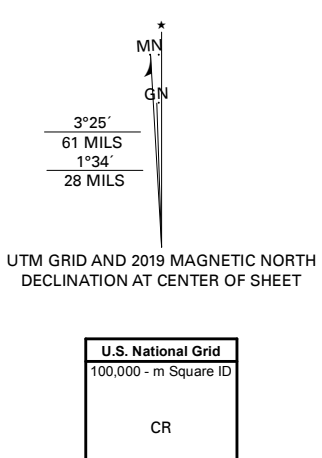 MN
GN
3°25´
61 MILS
1°34´
28 MILS
UTM GRID AND 2019 MAGNETIC NORTH
DECLINATION AT CENTER OF SHEET
U.S. National Grid
100,000 - m Square ID
CR